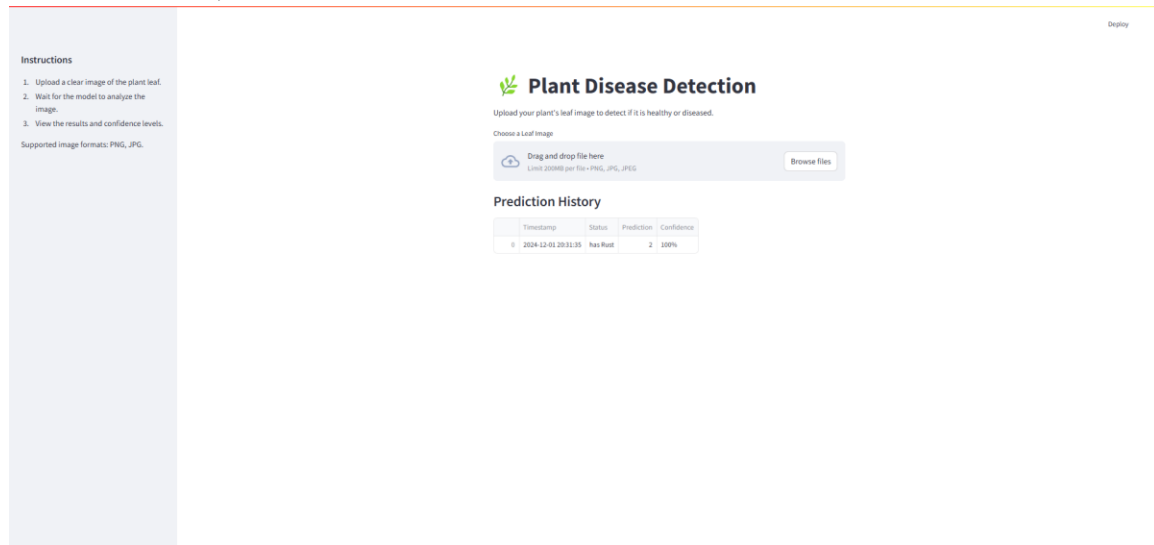 Deploy
Instructions
1. Upload a clear image of the plant leaf.
2. Wait for the model to analyze the
image.
3. View the results and confidence levels.
Supported image formats: PNG, JPG.
Plant Disease Detection
Upload your plant's leaf image to detect if it is healthy or diseased.
Choose a Leaf Image
Drag and drop file here
Limit 200MB per file • PNG, JPG, JPEG
Browse files
Prediction History
Timestamp Status Prediction Confidence
0 2024-12-01 20:31:35 has Rust 2 100%